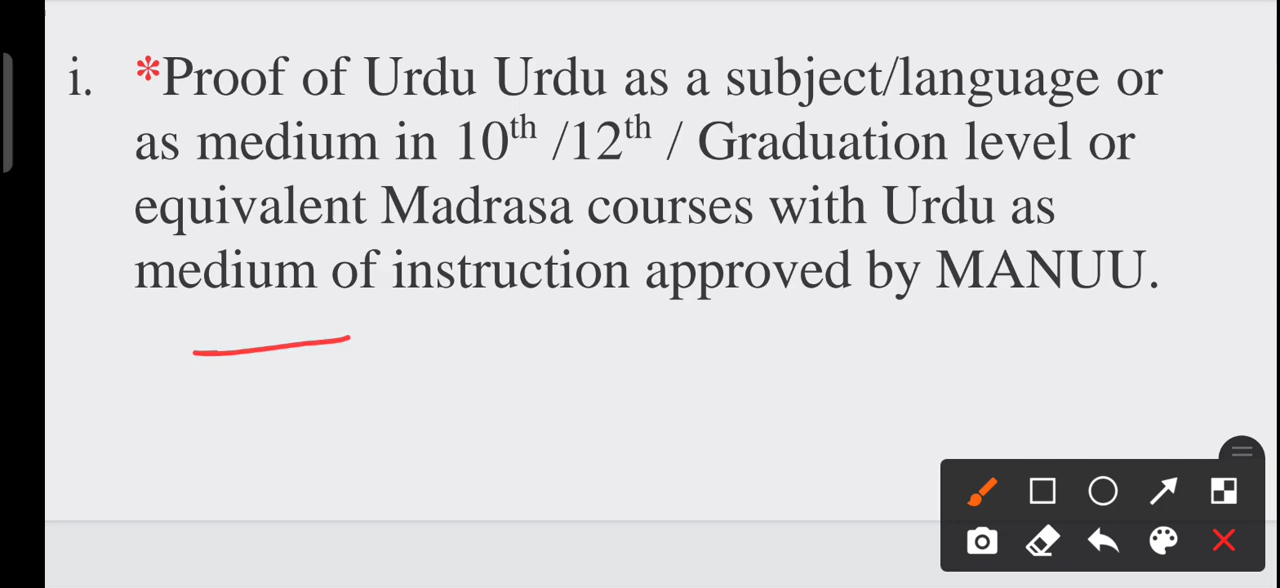 i. *Proof of Urdu Urdu as a subject/language or
as medium in 10th /12th / Graduation level or
equivalent Madrasa courses with Urdu as
medium of instruction approved by MANUU.